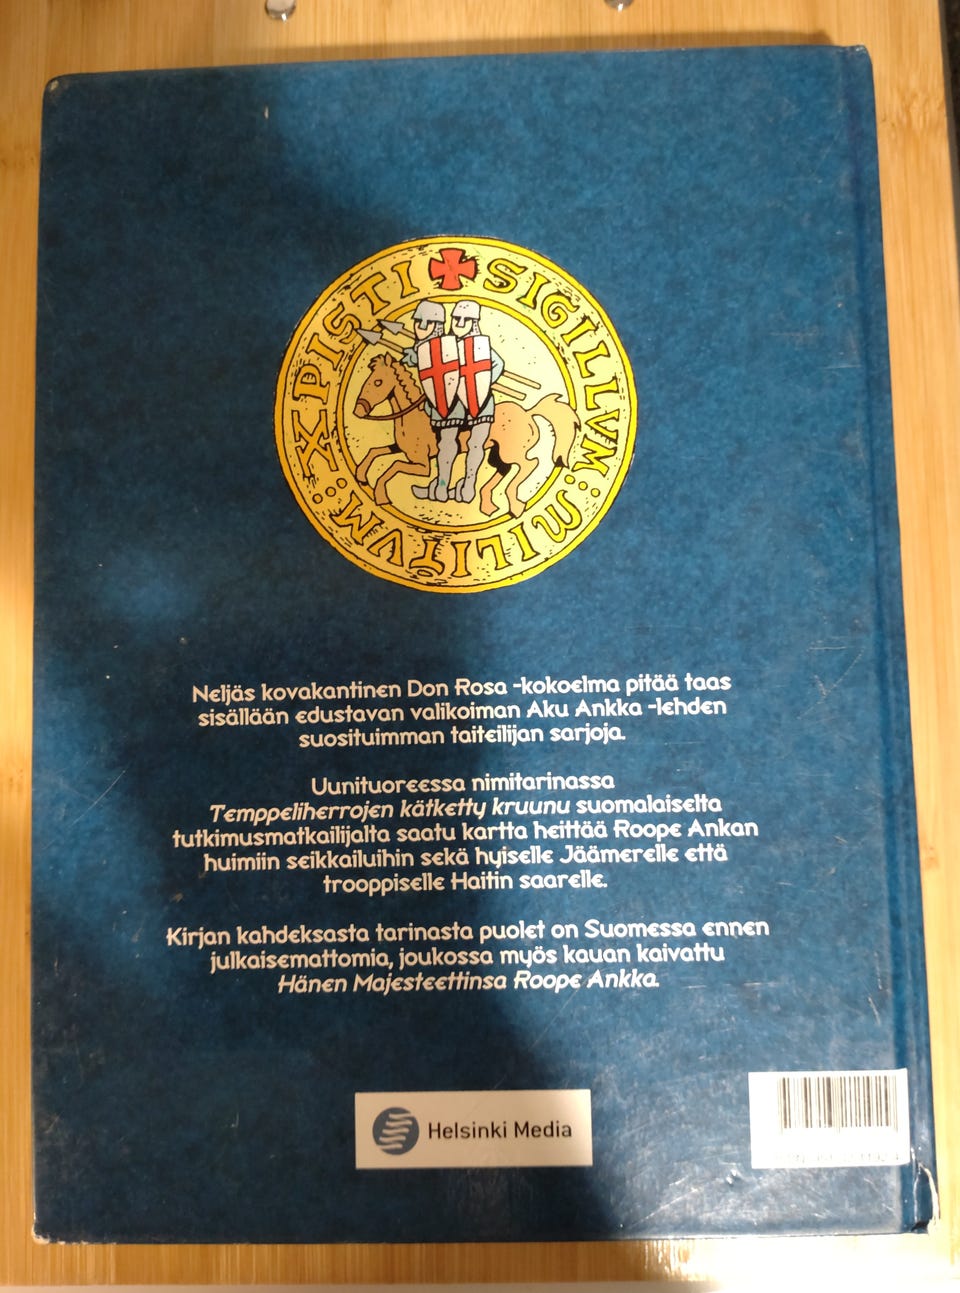 SIGILLVM : MILITVM : XPISTI
Neljäs kovakantinen Don Rosa -kokoelma pitää taas
sisällään edustavan valikoiman Aku Ankka -lehden
suosituimman taiteilijan sarjoja.
Uunituoreessa nimitarinassa
Temppeliherrojen kätketty kruunu suomalaiselta
tutkimusmatkailijalta saatu kartta heittää Roope Ankan
huimiin seikkailuihin sekä hyiselle Jäämerelle että
trooppiselle Haitin saarelle.
Kirjan kahdeksasta tarinasta puolet on Suomessa ennen
julkaisemattomia, joukossa myös kauan kaivattu
Hänen Majesteettinsa Roope Ankka.
Helsinki Media